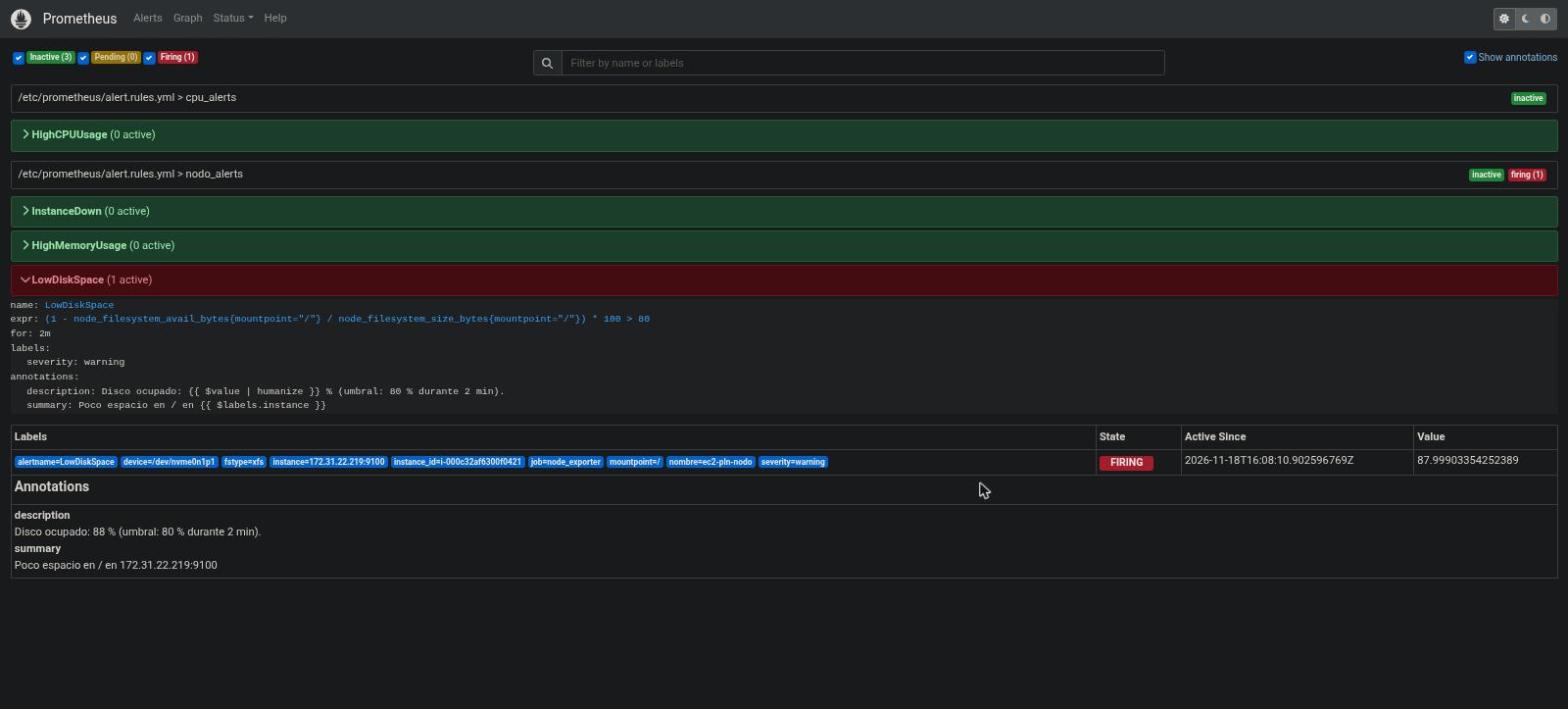 Prometheus Alerts Graph Status Help
Inactive (3) Pending (0) Firing (1) Filter by name or labels Show annotations
/etc/prometheus/alert.rules.yml > cpu_alerts inactive
HighCPUUsage (0 active)
/etc/prometheus/alert.rules.yml > nodo_alerts inactive firing (1)
InstanceDown (0 active)
HighMemoryUsage (0 active)
LowDiskSpace (1 active)
name: LowDiskSpace
expr: (1 - node_filesystem_avail_bytes{mountpoint="/"} / node_filesystem_size_bytes{mountpoint="/"}) * 100 > 80
for: 2m
labels:
severity: warning
annotations:
description: Disco ocupado: {{ $value | humanize }} % (umbral: 80 % durante 2 min).
summary: Poco espacio en / en {{ $labels.instance }}
Labels State Active Since Value
alertname=LowDiskSpace device=/dev/nvme0n1p1 fstype=xfs instance=172.31.22.219:9100 instance_id=i-000c32af6300f0421 job=node_exporter mountpoint=/ nombre=ec2-pln-nodo severity=warning FIRING 2026-11-18T16:08:10.902596769Z 87.99903354252389
Annotations
description
Disco ocupado: 88 % (umbral: 80 % durante 2 min).
summary
Poco espacio en / en 172.31.22.219:9100